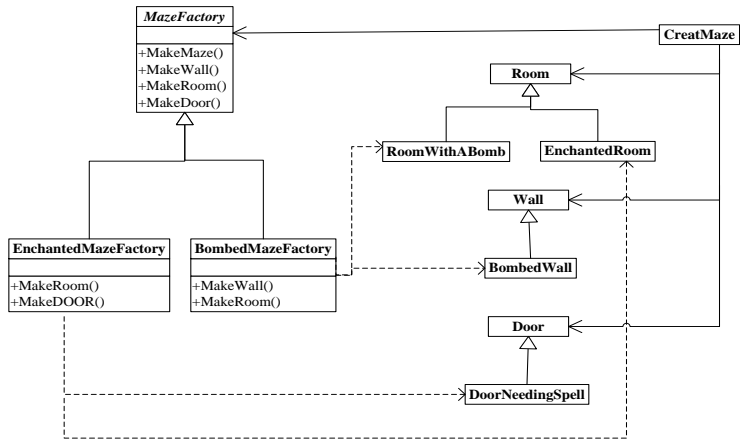 MazeFactory
+MakeMaze()
+MakeWall()
+MakeRoom()
+MakeDoor()
CreatMaze
Room
RoomWithABomb
EnchantedRoom
Wall
BombedWall
EnchantedMazeFactory
+MakeRoom()
+MakeDOOR()
BombedMazeFactory
+MakeWall()
+MakeRoom()
Door
DoorNeedingSpell